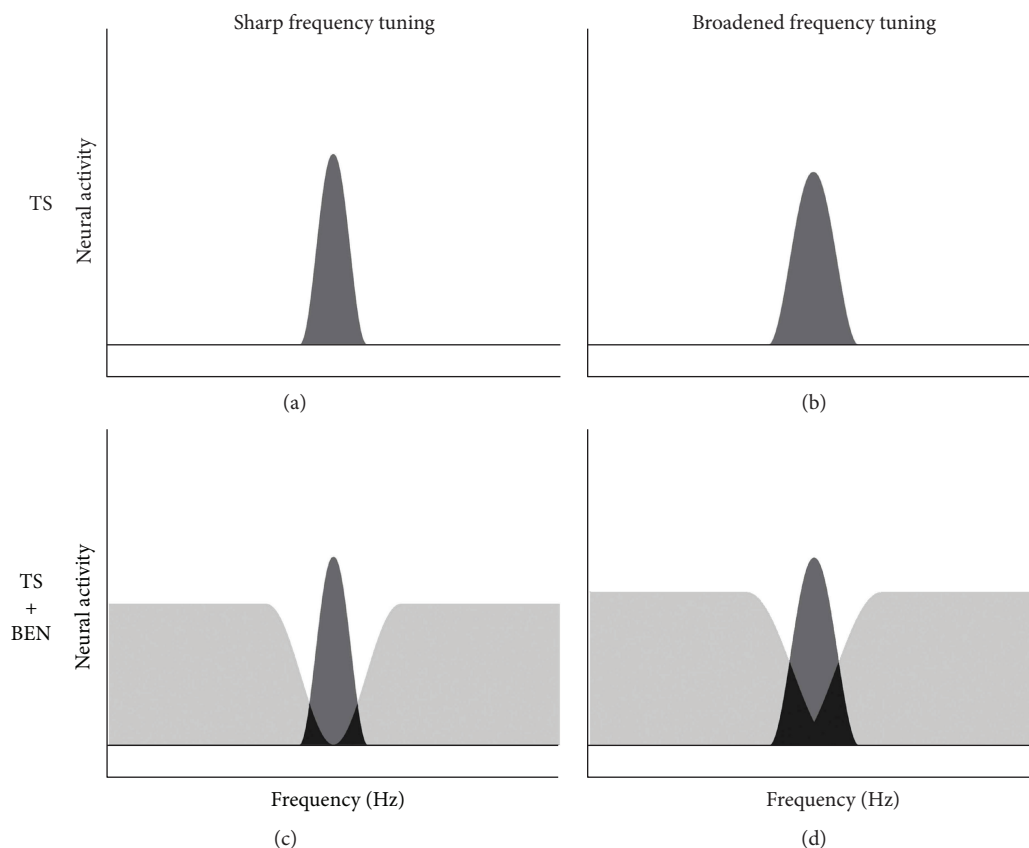 Sharp frequency tuning
Broadened frequency tuning
TS
Neural activity
(a)
(b)
TS
+
BEN
Neural activity
Frequency (Hz)
Frequency (Hz)
(c)
(d)